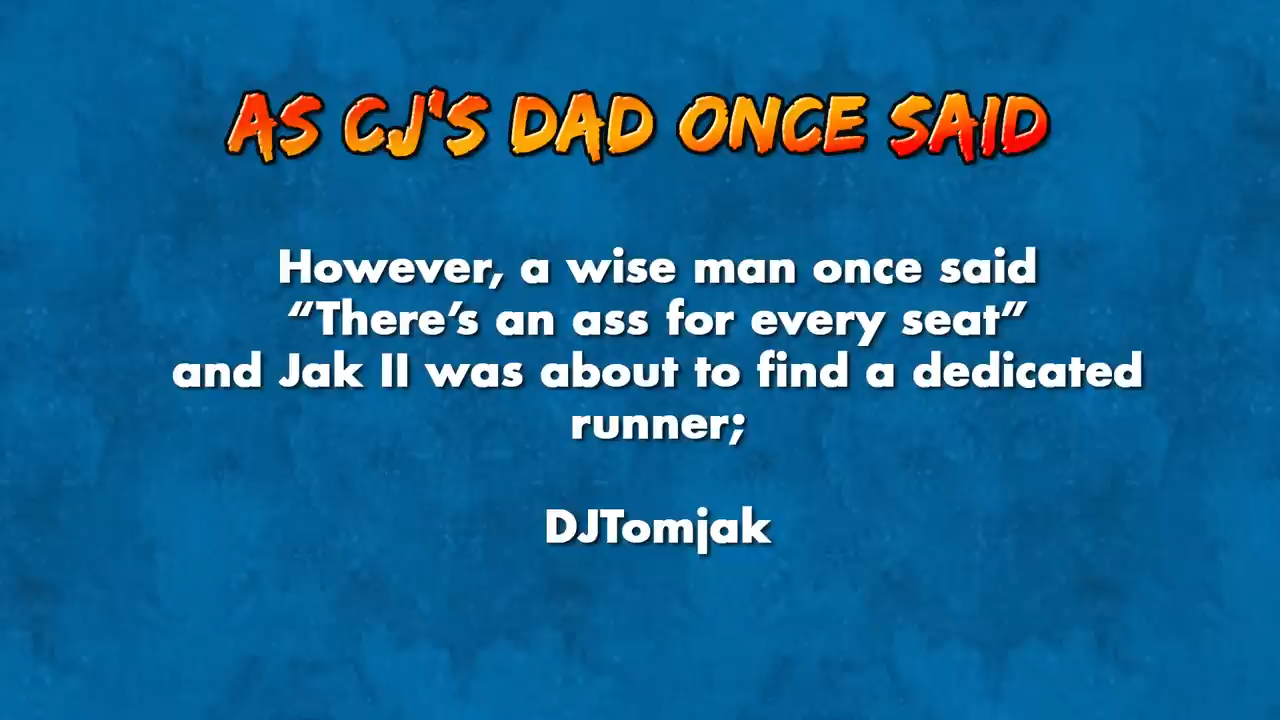 AS CJ'S DAD ONCE SAID
However, a wise man once said
“There’s an ass for every seat”
and Jak II was about to find a dedicated
runner;
DJTomjak